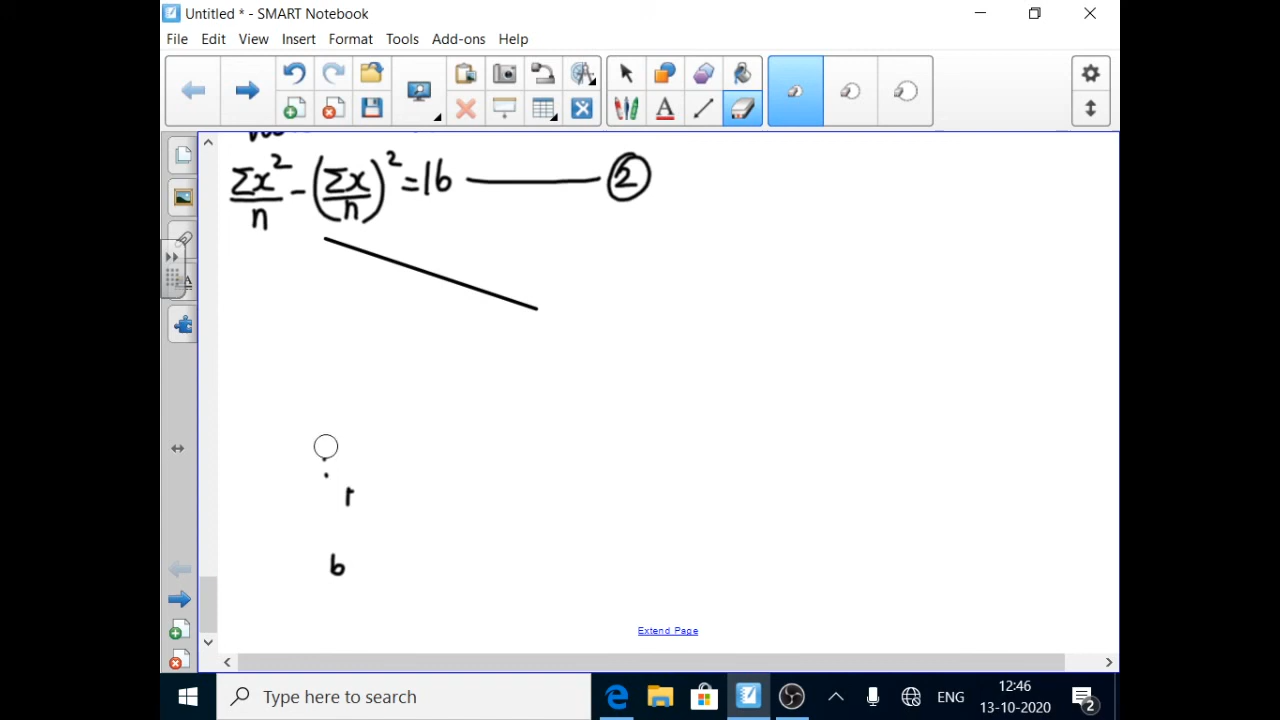 Untitled * - SMART Notebook
File Edit View Insert Format Tools Add-ons Help
Σx²/n - (Σx/n)² = 16 ——— ②
r
b
Extend Page
Type here to search
ENG
12:46
13-10-2020
2